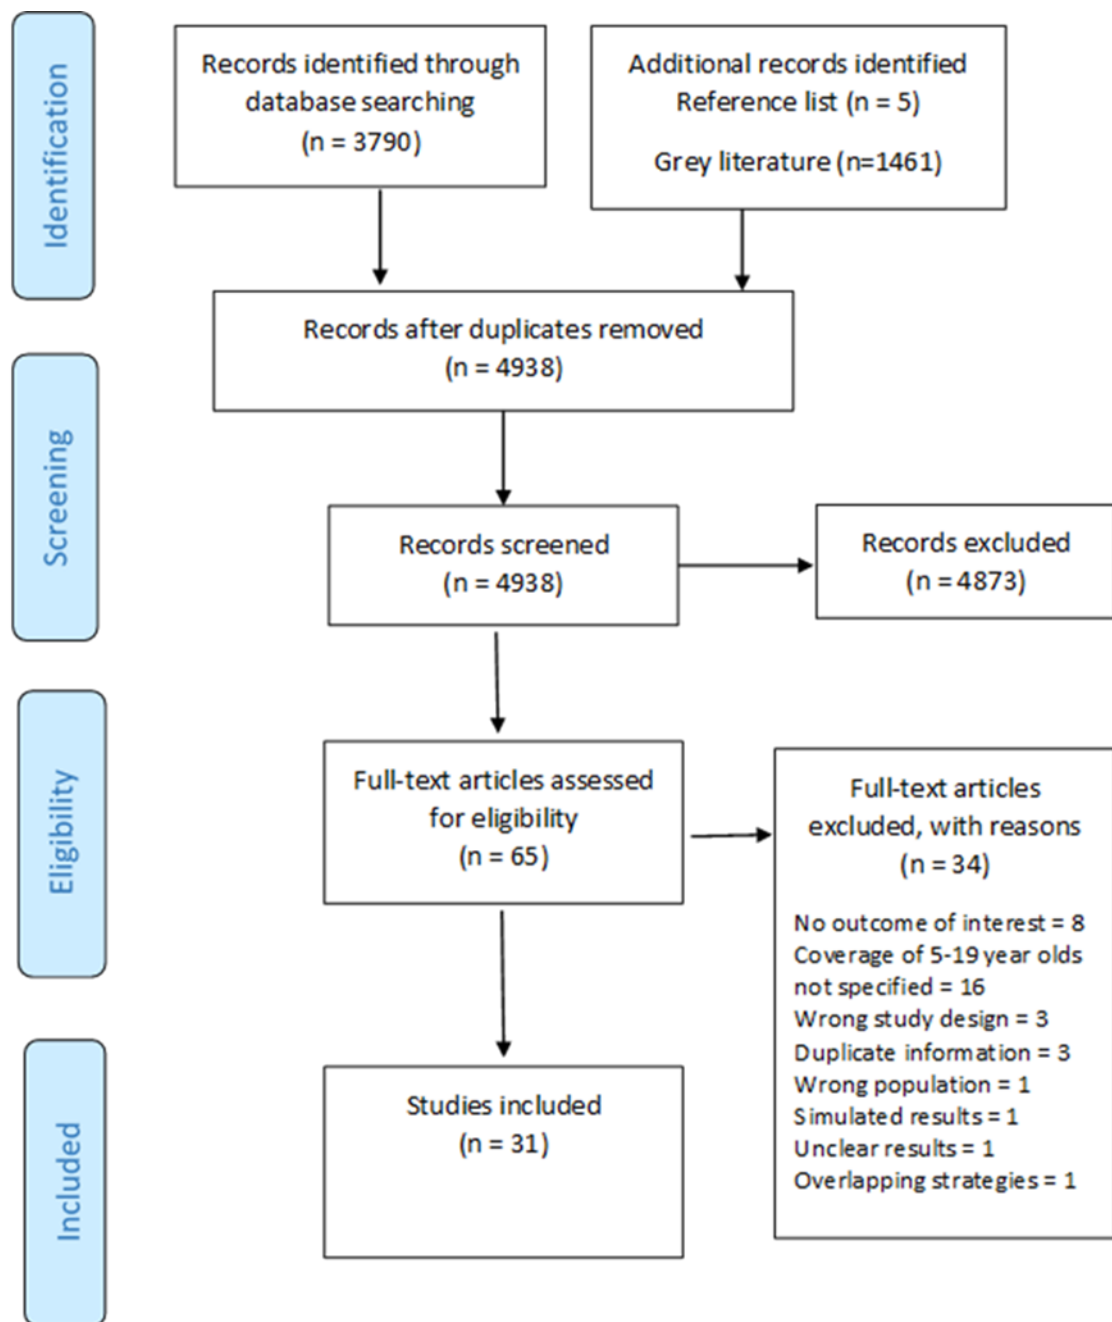 Identification
Records identified through
database searching
(n = 3790)
Additional records identified
Reference list (n = 5)
Grey literature (n=1461)
Records after duplicates removed
(n = 4938)
Screening
Records screened
(n = 4938)
Records excluded
(n = 4873)
Eligibility
Full-text articles assessed
for eligibility
(n = 65)
Full-text articles
excluded, with reasons
(n = 34)
No outcome of interest = 8
Coverage of 5-19 year olds
not specified = 16
Wrong study design = 3
Duplicate information = 3
Wrong population = 1
Simulated results = 1
Unclear results = 1
Overlapping strategies = 1
Included
Studies included
(n = 31)